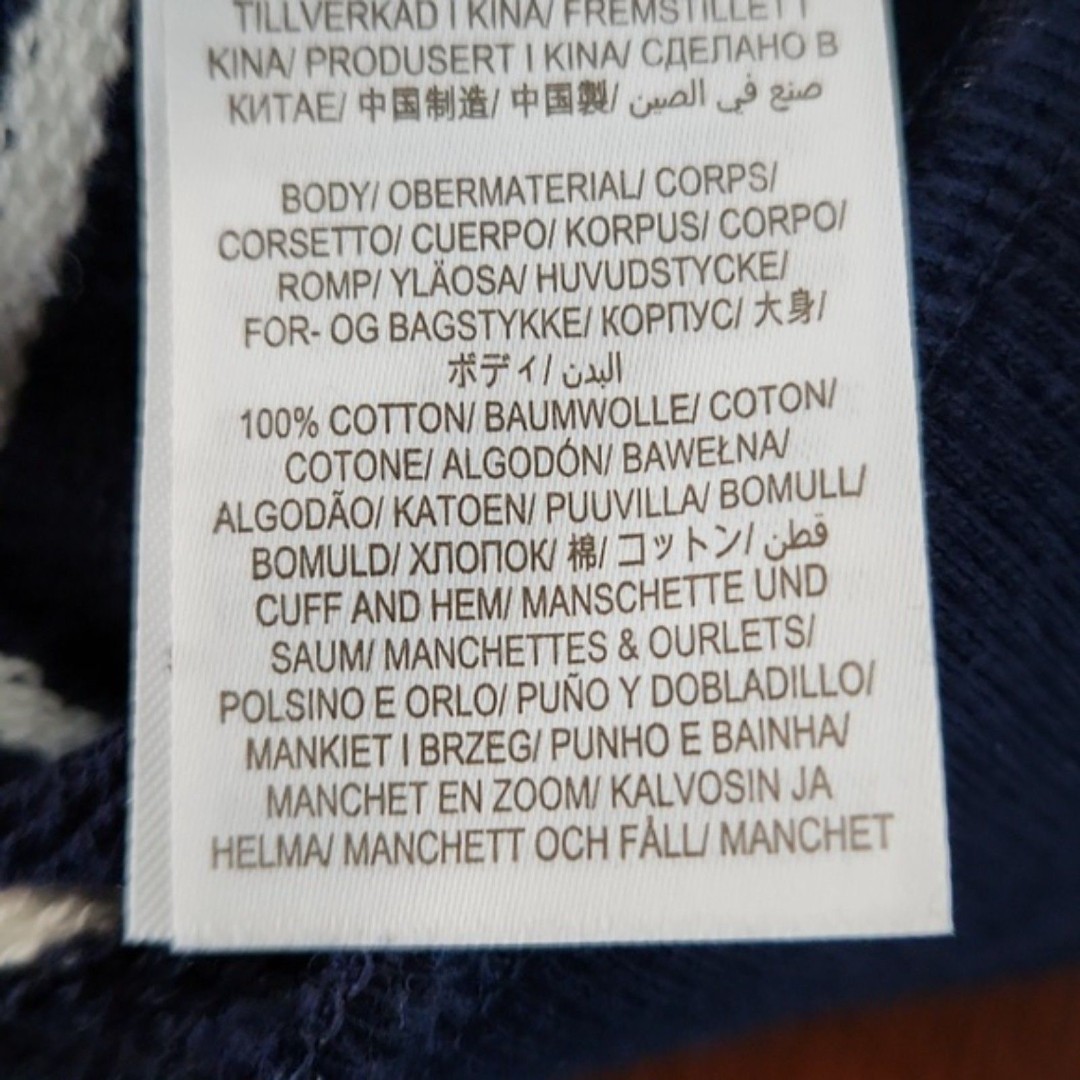 TILLVERKAD I KINA/ FREMSTILLET I
KINA/ PRODUSERT I KINA/ СДЕЛАНО В
КИТАЕ/ 中国制造/ 中国製/ صنع في الصين
BODY/ OBERMATERIAL/ CORPS/
CORSETTO/ CUERPO/ KORPUS/ CORPO/
ROMP/ YLÄOSA/ HUVUDSTYCKE/
FOR- OG BAGSTYKKE/ КОРПУС/ 大身/
ボディ/ البدن
100% COTTON/ BAUMWOLLE/ COTON/
COTONE/ ALGODÓN/ BAWEŁNA/
ALGODÃO/ KATOEN/ PUUVILLA/ BOMULL/
BOMULD/ ХЛОПОК/ 棉/ コットン/ قطن
CUFF AND HEM/ MANSCHETTE UND
SAUM/ MANCHETTES & OURLETS/
POLSINO E ORLO/ PUÑO Y DOBLADILLO/
MANKIET I BRZEG/ PUNHO E BAINHA/
MANCHET EN ZOOM/ KALVOSIN JA
HELMA/ MANCHETT OCH FÅLL/ MANCHET